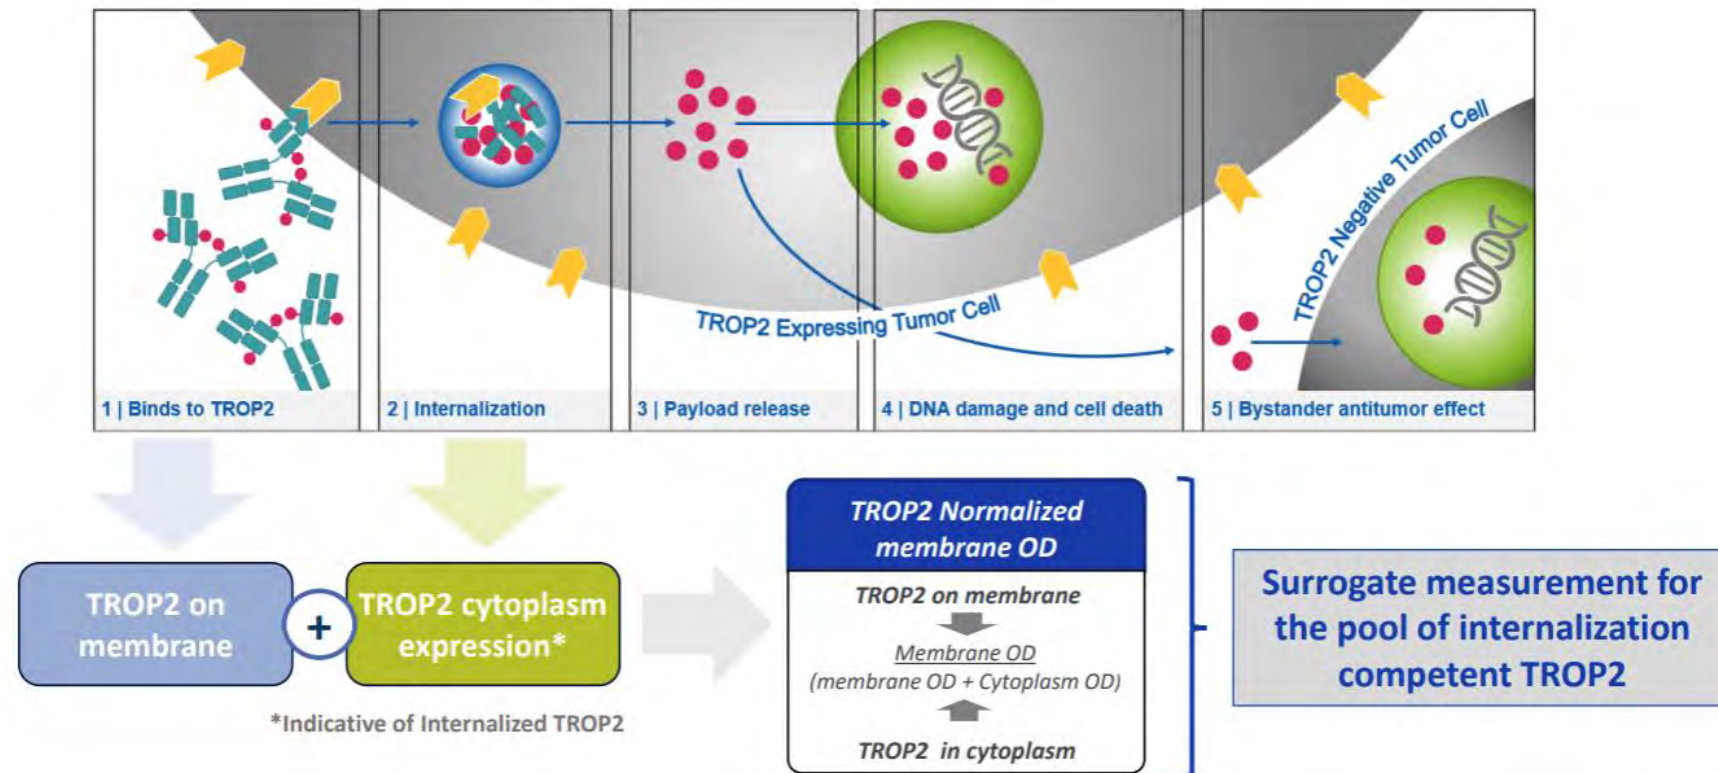 TROP2 Expressing Tumor Cell
TROP2 Negative Tumor Cell
1 | Binds to TROP2
2 | Internalization
3 | Payload release
4 | DNA damage and cell death
5 | Bystander antitumor effect
TROP2 on
membrane
+
TROP2 cytoplasm
expression*
*Indicative of Internalized TROP2
TROP2 Normalized
membrane OD
TROP2 on membrane
Membrane OD
(membrane OD + Cytoplasm OD)
TROP2 in cytoplasm
Surrogate measurement for
the pool of internalization
competent TROP2